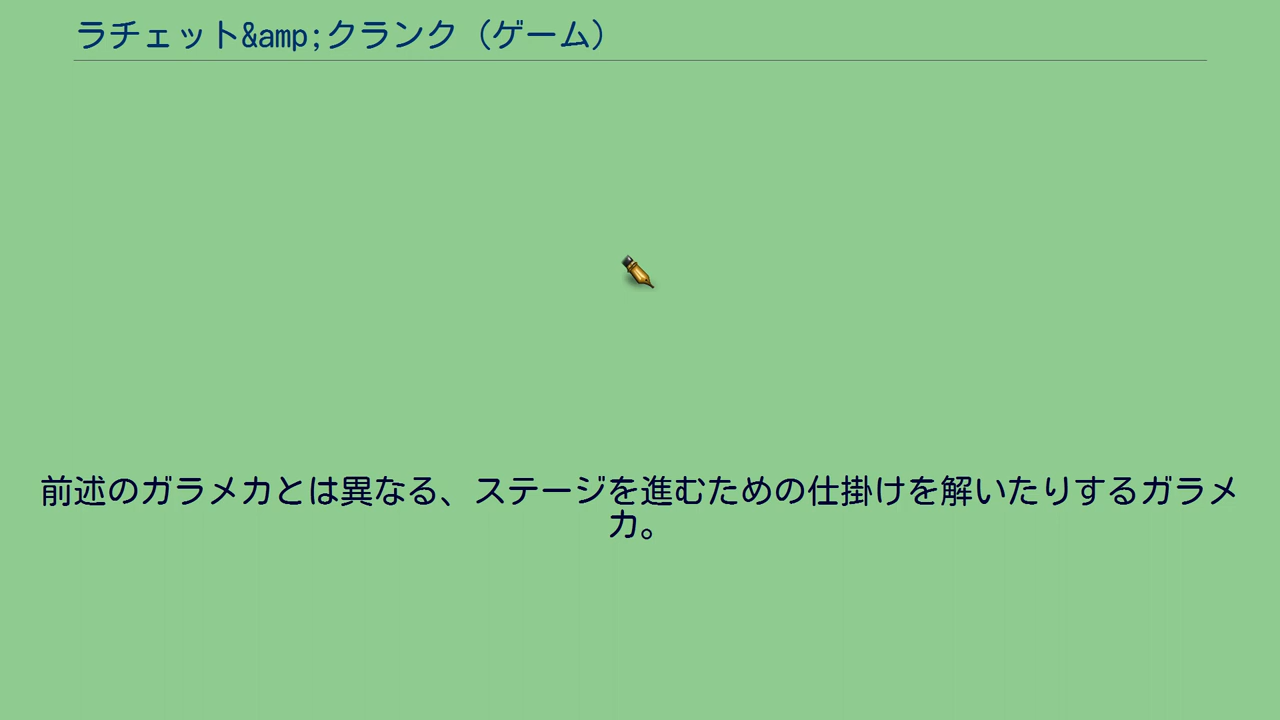 ラチェット&amp;クランク（ゲーム）
前述のガラメカとは異なる、ステージを進むための仕掛けを解いたりするガラメ
カ。